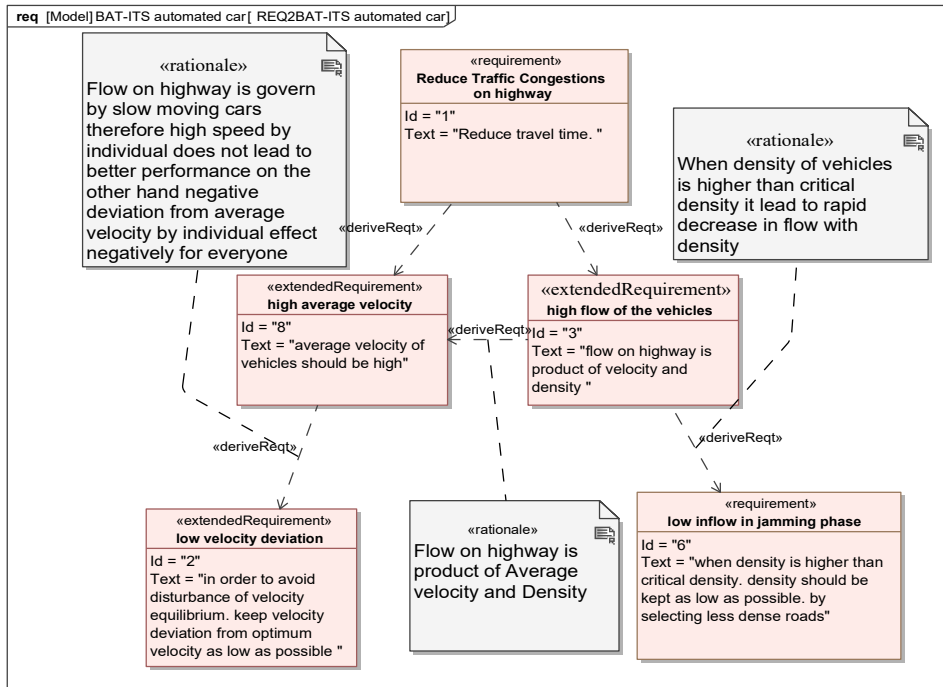 req [Model] BAT-ITS automated car[ REQ2BAT-ITS automated car]
«rationale»
Flow on highway is govern
by slow moving cars
therefore high speed by
individual does not lead to
better performance on the
other hand negative
deviation from average
velocity by individual effect
negatively for everyone
«requirement»
Reduce Traffic Congestions
on highway
Id = "1"
Text = "Reduce travel time. "
«rationale»
When density of vehicles
is higher than critical
density it lead to rapid
decrease in flow with
density
«deriveReqt»
«deriveReqt»
«extendedRequirement»
high average velocity
Id = "8"
Text = "average velocity of
vehicles should be high"
«deriveReqt»
«extendedRequirement»
high flow of the vehicles
Id = "3"
Text = "flow on highway is
product of velocity and
density "
«deriveReqt»
«deriveReqt»
«extendedRequirement»
low velocity deviation
Id = "2"
Text = "in order to avoid
disturbance of velocity
equilibrium. keep velocity
deviation from optimum
velocity as low as possible "
«rationale»
Flow on highway is
product of Average
velocity and Density
«requirement»
low inflow in jamming phase
Id = "6"
Text = "when density is higher than
critical density. density should be
kept as low as possible. by
selecting less dense roads"